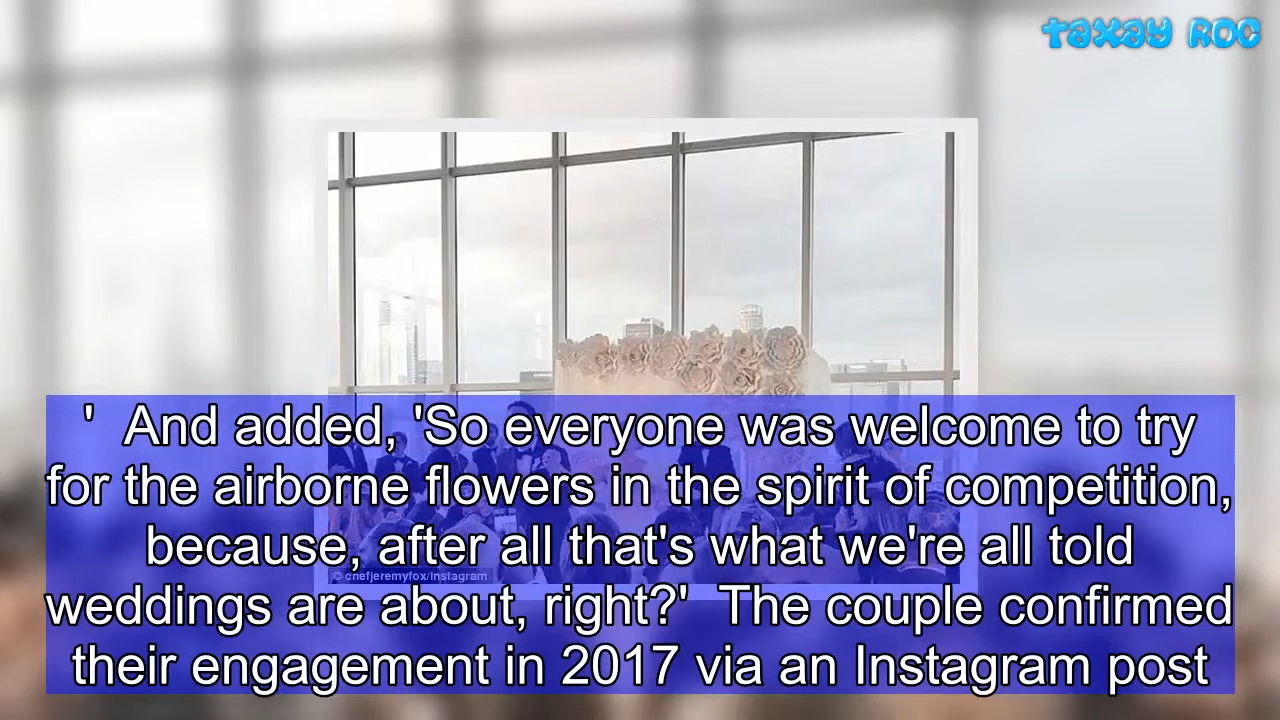 TAXAY ROC
' And added, 'So everyone was welcome to try
for the airborne flowers in the spirit of competition,
because, after all that's what we're all told
© chefjeremyfox/Instagram
weddings are about, right?' The couple confirmed
their engagement in 2017 via an Instagram post